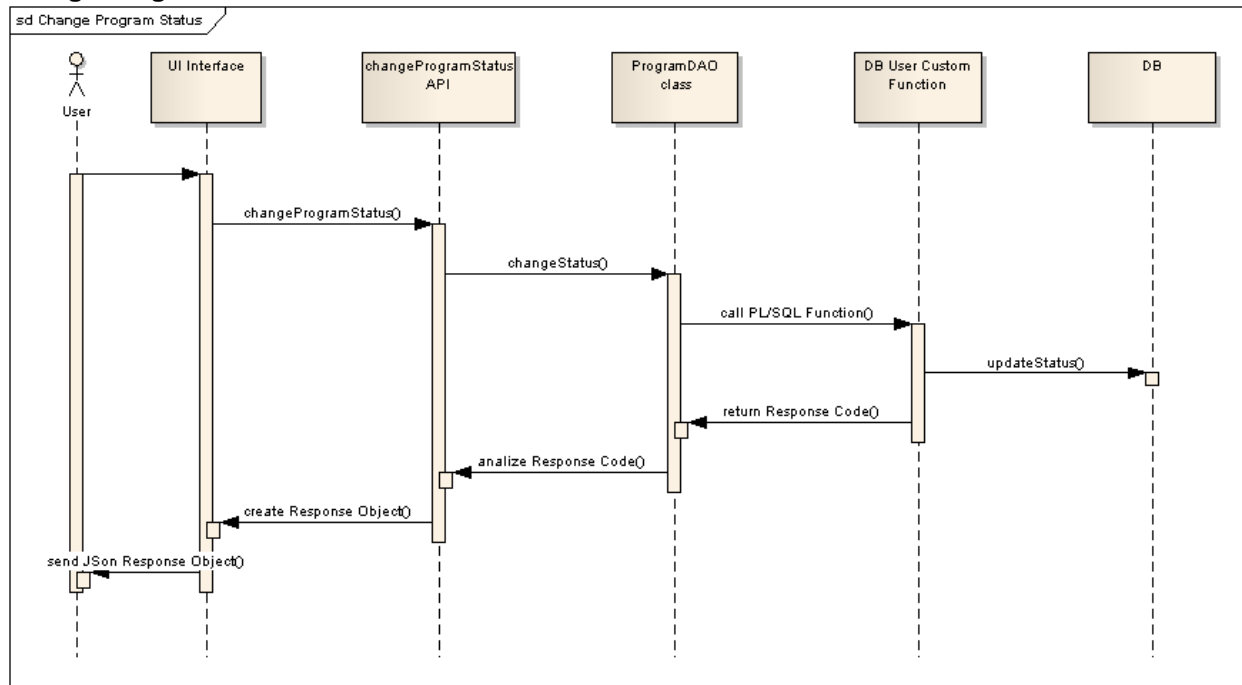 sd Change Program Status
UI Interface
changeProgramStatus
API
ProgramDAO
class
DB User Custom
Function
DB
User
changeProgramStatus()
changeStatus()
call PL/SQL Function()
updateStatus()
return Response Code()
analize Response Code()
create Response Object()
send JSon Response Object()